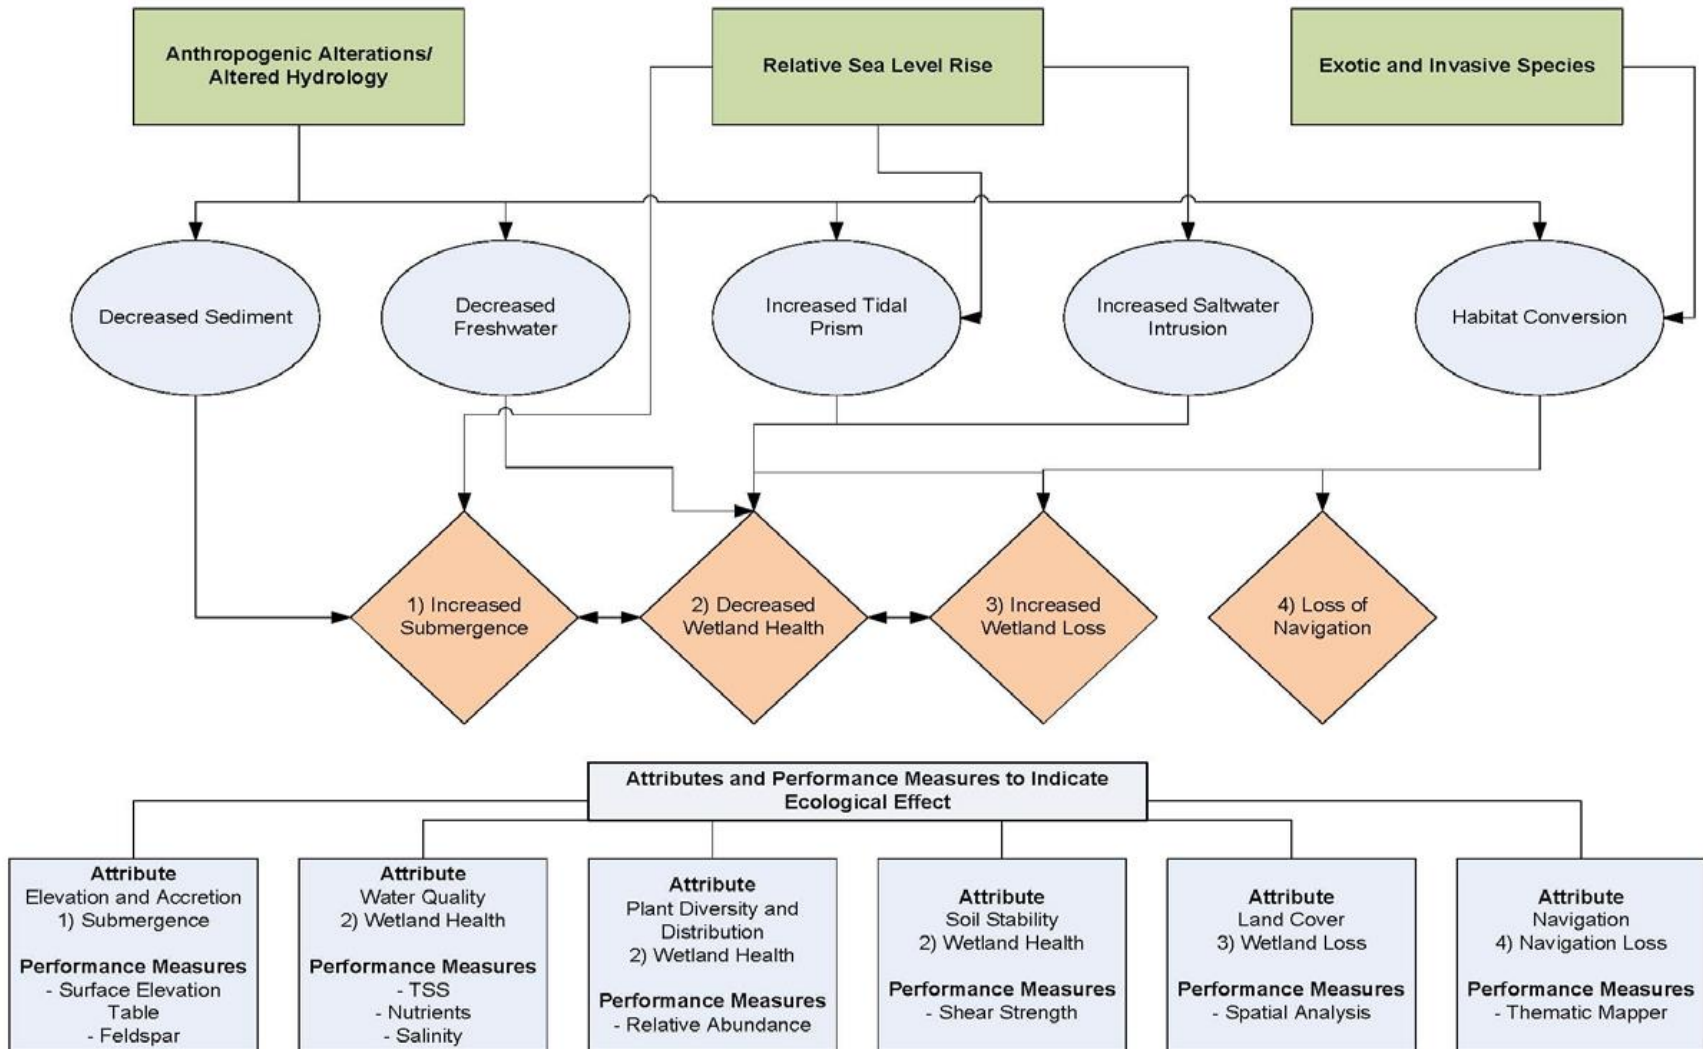 Anthropogenic Alterations/
Altered Hydrology
Relative Sea Level Rise
Exotic and Invasive Species
Decreased Sediment
Decreased
Freshwater
Increased Tidal
Prism
Increased Saltwater
Intrusion
Habitat Conversion
1) Increased
Submergence
2) Decreased
Wetland Health
3) Increased
Wetland Loss
4) Loss of
Navigation
Attributes and Performance Measures to Indicate
Ecological Effect
Attribute
Elevation and Accretion
1) Submergence
Performance Measures
- Surface Elevation
Table
- Feldspar
Attribute
Water Quality
2) Wetland Health
Performance Measures
- TSS
- Nutrients
- Salinity
Attribute
Plant Diversity and
Distribution
2) Wetland Health
Performance Measures
- Relative Abundance
Attribute
Soil Stability
2) Wetland Health
Performance Measures
- Shear Strength
Attribute
Land Cover
3) Wetland Loss
Performance Measures
- Spatial Analysis
Attribute
Navigation
4) Navigation Loss
Performance Measures
- Thematic Mapper